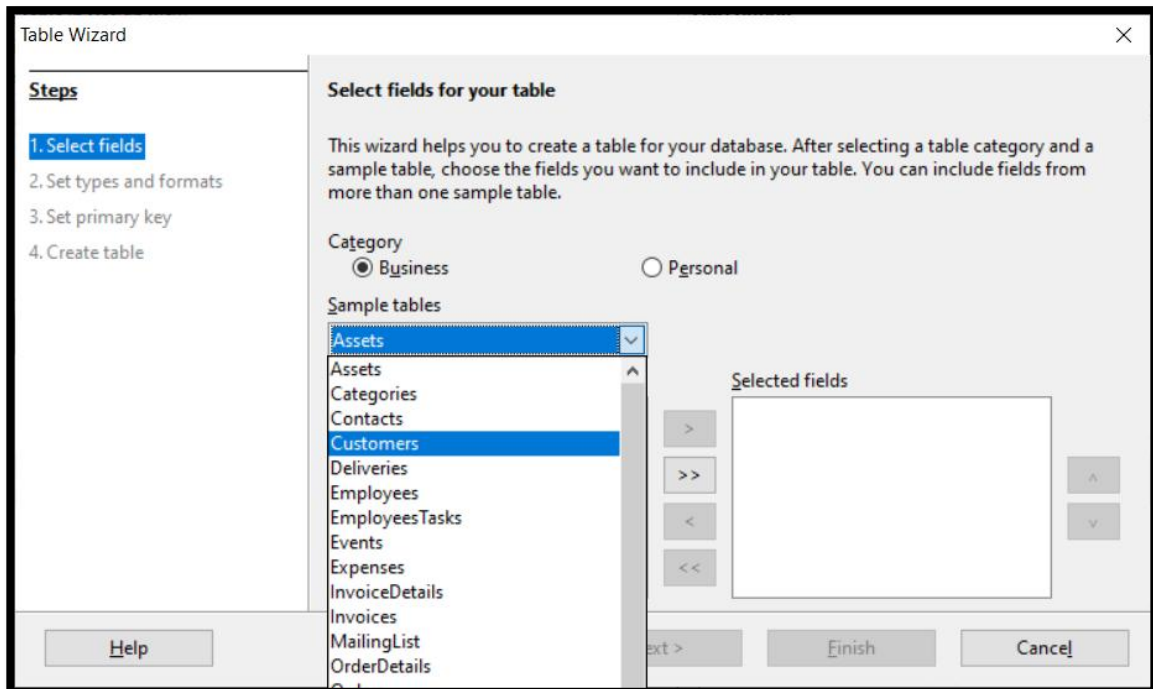 Table Wizard
Steps
1. Select fields
2. Set types and formats
3. Set primary key
4. Create table
Select fields for your table
This wizard helps you to create a table for your database. After selecting a table category and a
sample table, choose the fields you want to include in your table. You can include fields from
more than one sample table.
Category
Business
Personal
Sample tables
Assets
Assets
Categories
Contacts
Customers
Deliveries
Employees
EmployeesTasks
Events
Expenses
InvoiceDetails
Invoices
MailingList
OrderDetails
Selected fields
>
>>
<
<<
Help
ext >
Finish
Cancel